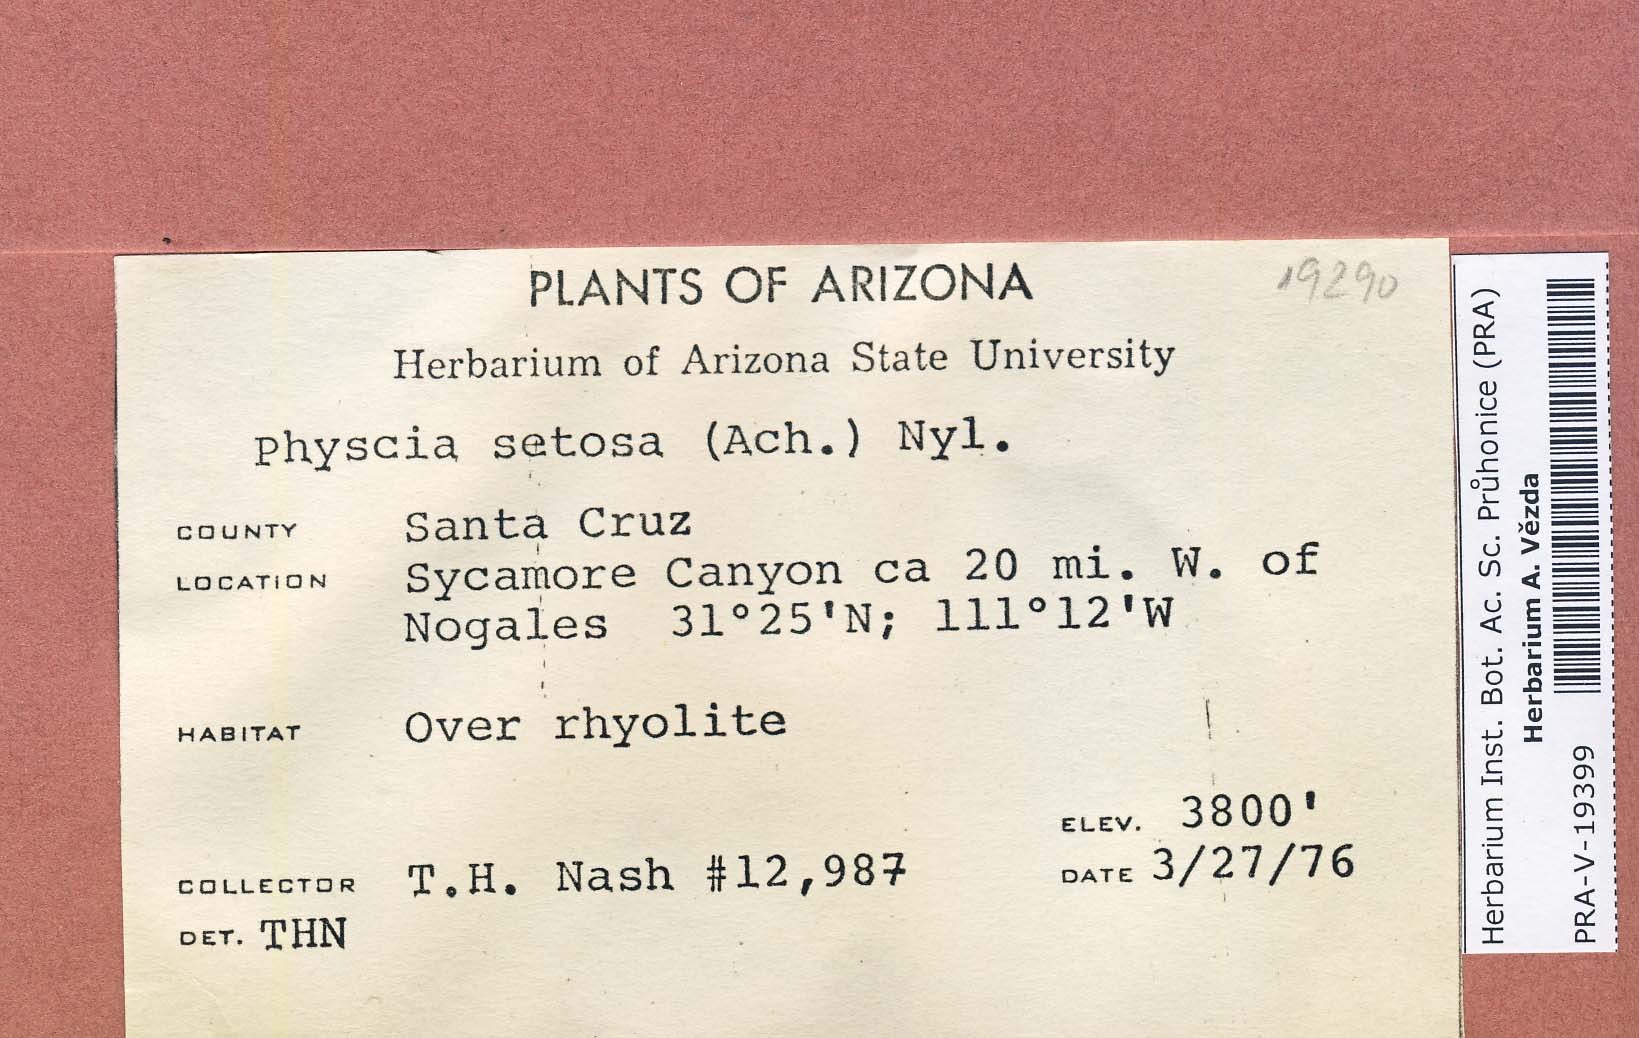 PLANTS OF ARIZONA
19290
Herbarium of Arizona State University
Physcia setosa (Ach.) Nyl.
COUNTY Santa Cruz
LOCATION Sycamore Canyon ca 20 mi. W. of
Nogales 31°25'N; 111°12'W
HABITAT Over rhyolite
ELEV. 3800'
COLLECTOR T.H. Nash #12,987 DATE 3/27/76
DET. THN
Herbarium Inst. Bot. Ac. Sc. Průhonice (PRA)
Herbarium A. Vězda
PRA-V-19399